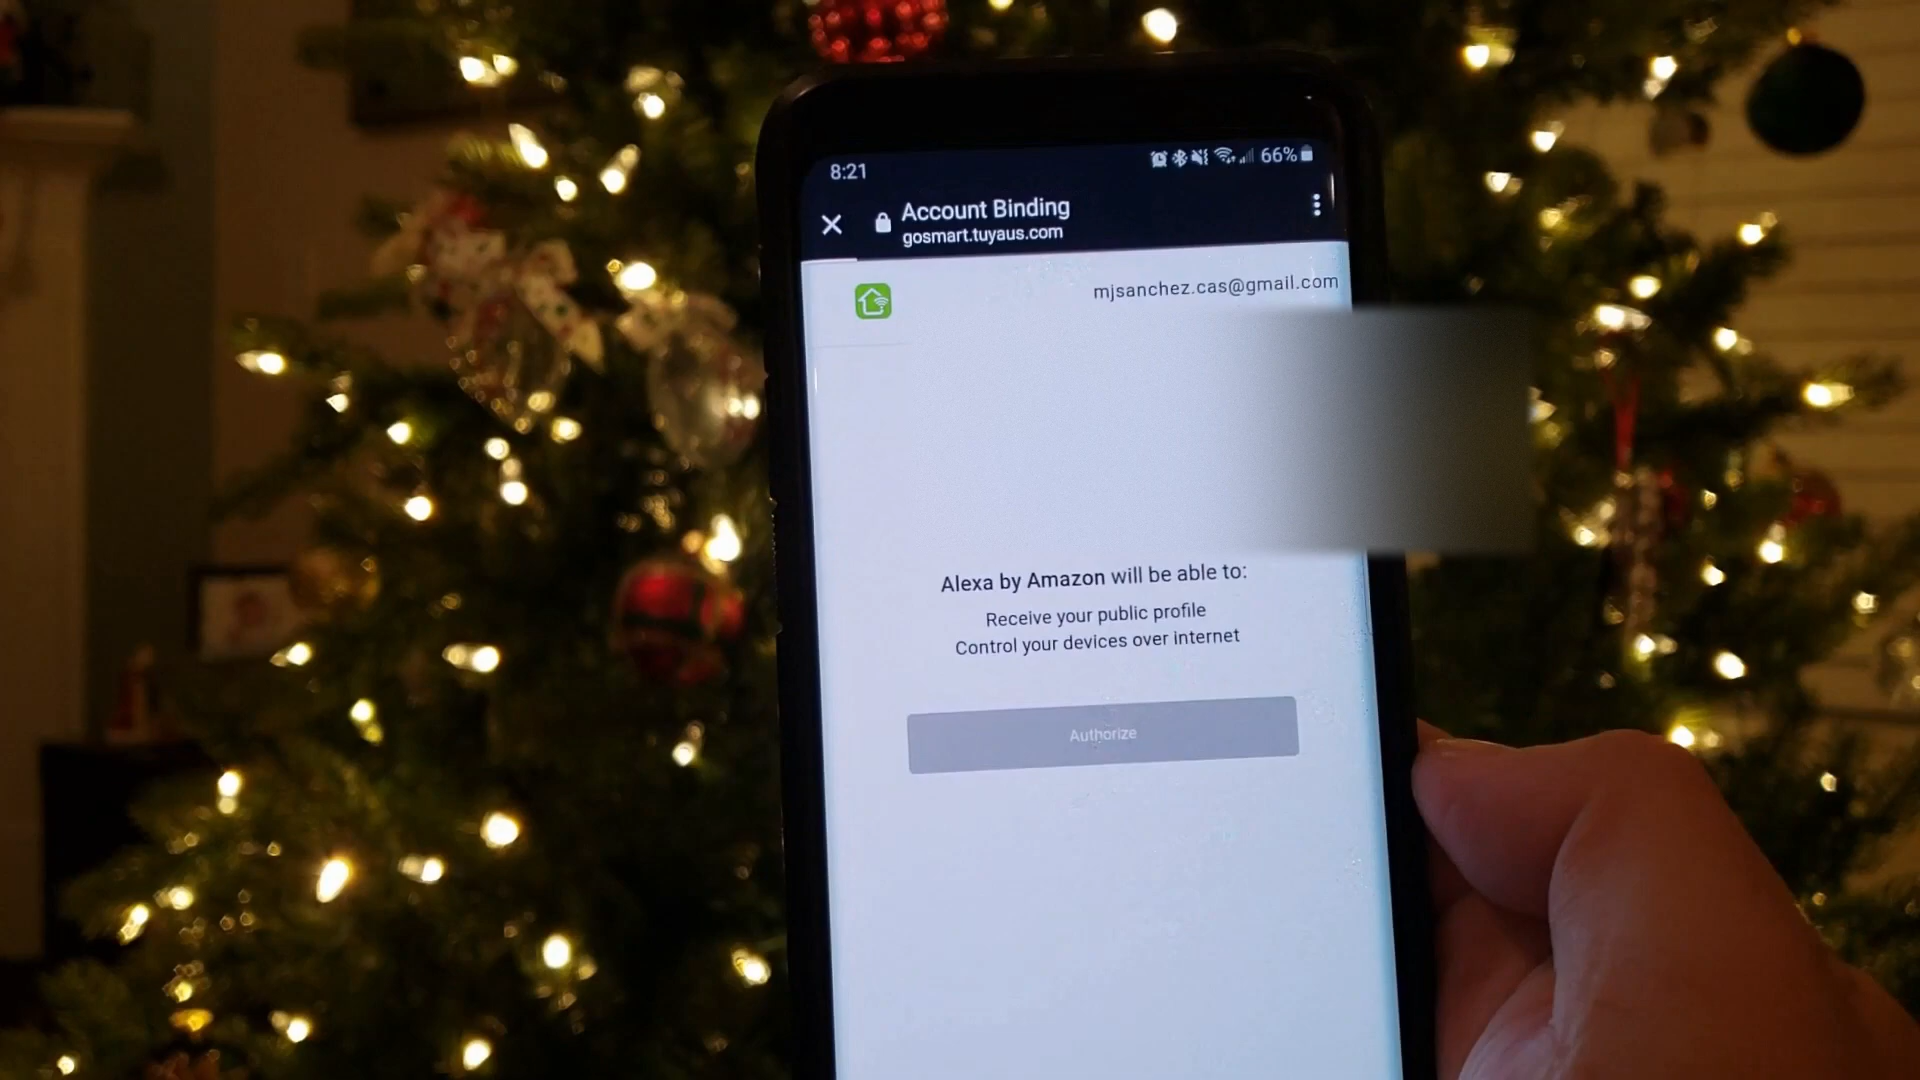 8:21
66%
Account Binding
gosmart.tuyaus.com
mjsanchez.cas@gmail.com
Alexa by Amazon will be able to:
Receive your public profile
Control your devices over internet
Authorize